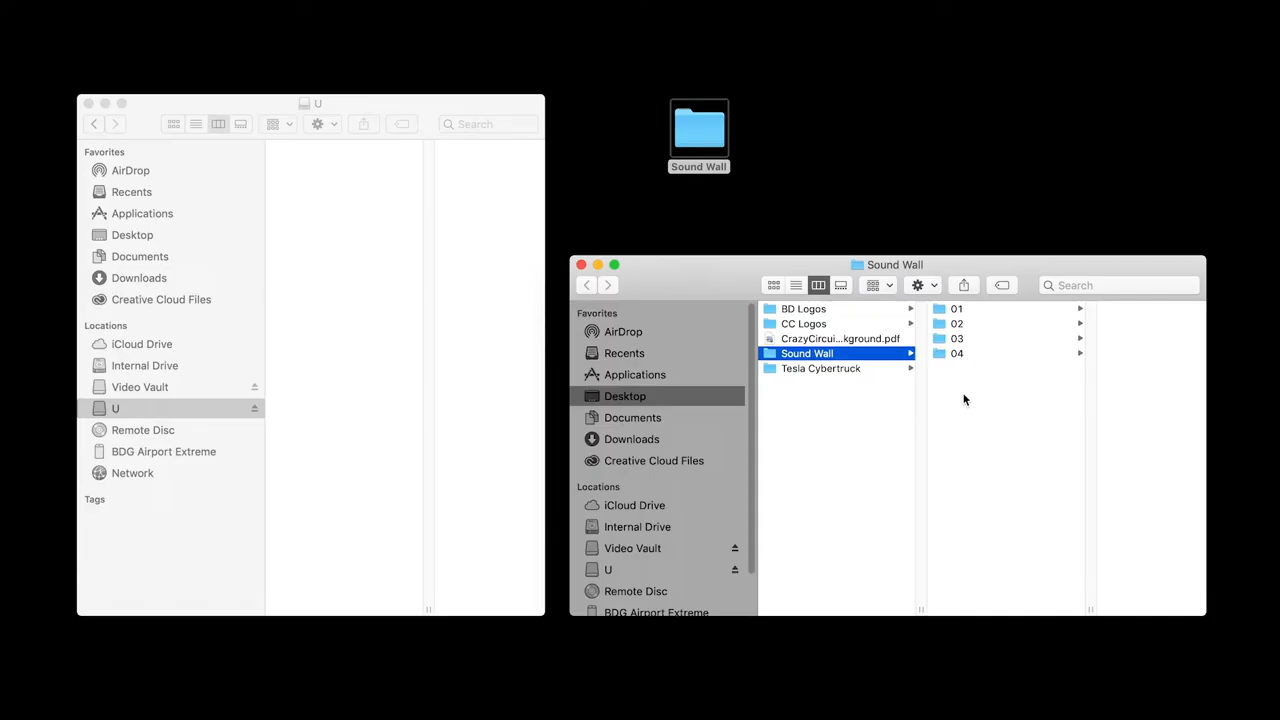 U
Search
Favorites
AirDrop
Recents
Applications
Desktop
Documents
Downloads
Creative Cloud Files
Locations
iCloud Drive
Internal Drive
Video Vault
U
Remote Disc
BDG Airport Extreme
Network
Tags
Sound Wall
Sound Wall
Search
Favorites
AirDrop
Recents
Applications
Desktop
Documents
Downloads
Creative Cloud Files
Locations
iCloud Drive
Internal Drive
Video Vault
U
Remote Disc
BDG Airport Extreme
BD Logos
CC Logos
CrazyCircui...kground.pdf
Sound Wall
Tesla Cybertruck
01
02
03
04